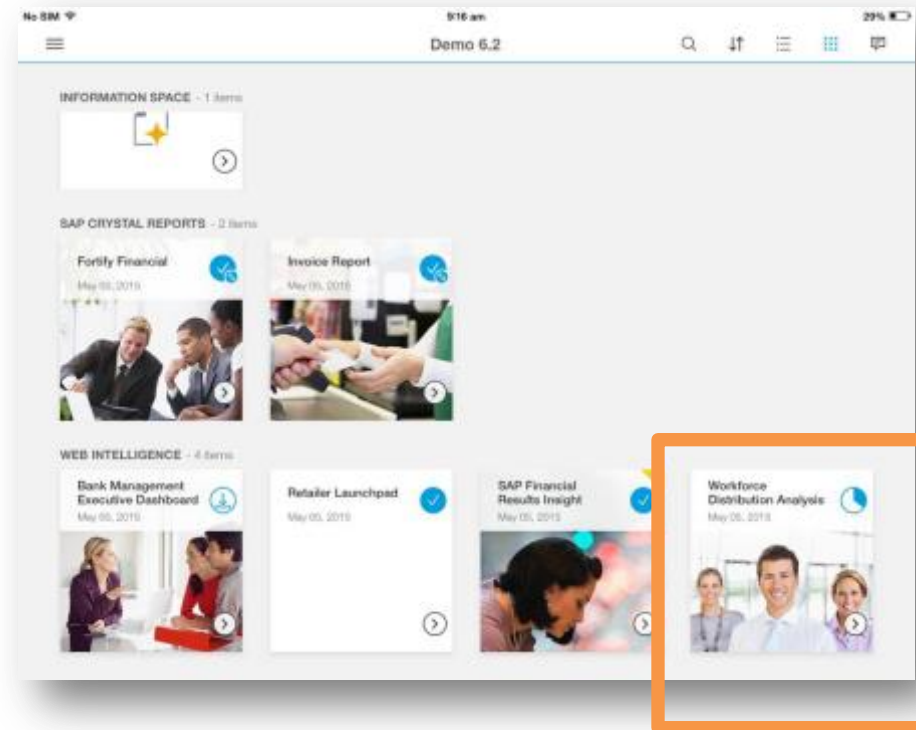 No SIM
9:16 am
29%
Demo 6.2
INFORMATION SPACE - 1 items
SAP CRYSTAL REPORTS - 2 items
Fortify Financial
May 05, 2015
Invoice Report
May 05, 2015
WEB INTELLIGENCE - 4 items
Bank Management
Executive Dashboard
May 05, 2015
Retailer Launchpad
May 05, 2015
SAP Financial
Results Insight
May 05, 2015
Workforce
Distribution Analysis
May 05, 2015